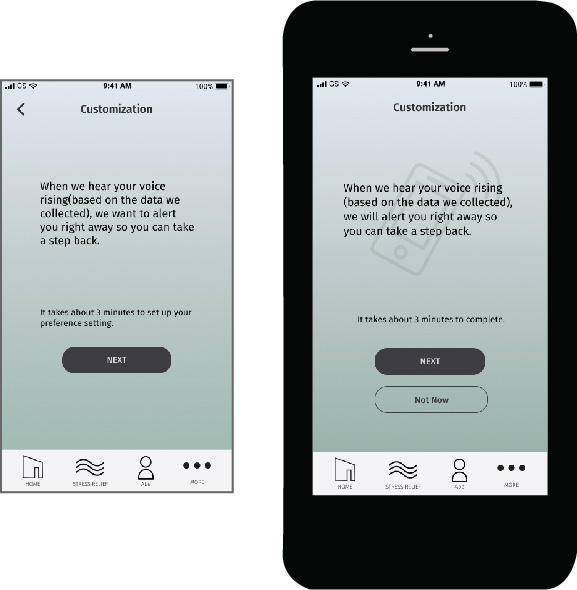 GS 9:41 AM 100%
Customization
When we hear your voice
rising(based on the data we
collected), we want to alert
you right away so you can take
a step back.
It takes about 3 minutes to set up your
preference setting.
NEXT
HOME STRESS RELIEF MORE
GS 9:41 AM 100%
Customization
When we hear your voice rising
(based on the data we collected),
we will alert you right away so
you can take a step back.
It takes about 3 minutes to complete.
NEXT
Not Now
HOME STRESS RELIEF MORE